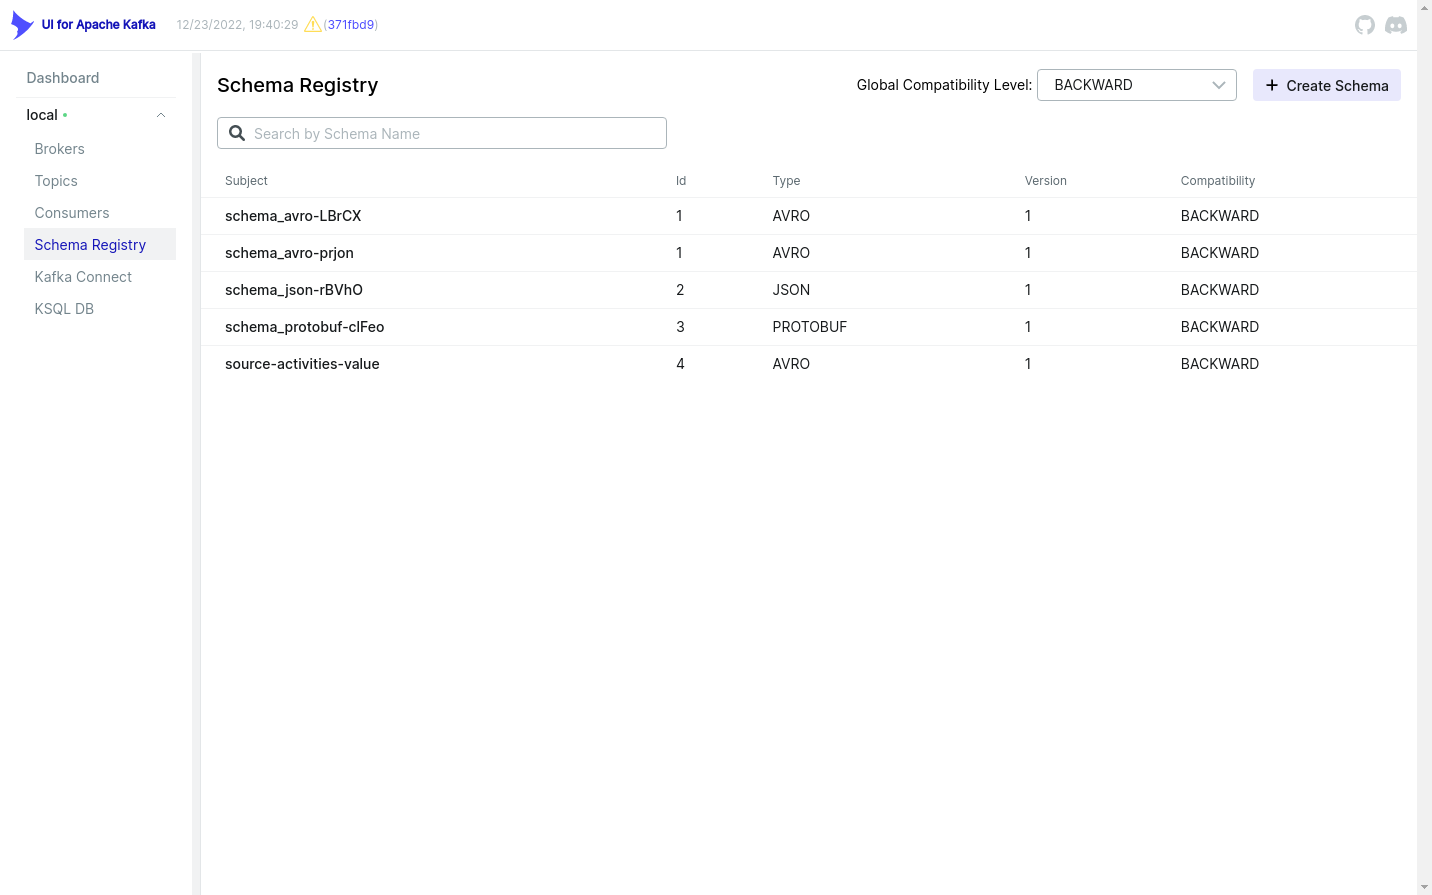 UI for Apache Kafka 12/23/2022, 19:40:29 (371fbd9)
Dashboard
local
Brokers
Topics
Consumers
Schema Registry
Kafka Connect
KSQL DB
Schema Registry
Global Compatibility Level: BACKWARD
Create Schema
Search by Schema Name
Subject Id Type Version Compatibility
schema_avro-LBrCX 1 AVRO 1 BACKWARD
schema_avro-prjon 1 AVRO 1 BACKWARD
schema_json-rBVhO 2 JSON 1 BACKWARD
schema_protobuf-clFeo 3 PROTOBUF 1 BACKWARD
source-activities-value 4 AVRO 1 BACKWARD